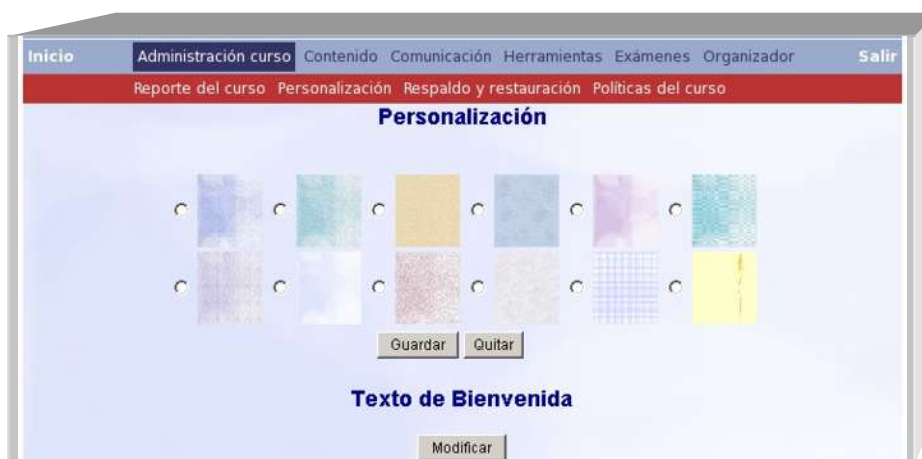 Inicio Administración curso Contenido Comunicación Herramientas Exámenes Organizador Salir
Reporte del curso Personalización Respaldo y restauración Políticas del curso
Personalización
Guardar Quitar
Texto de Bienvenida
Modificar